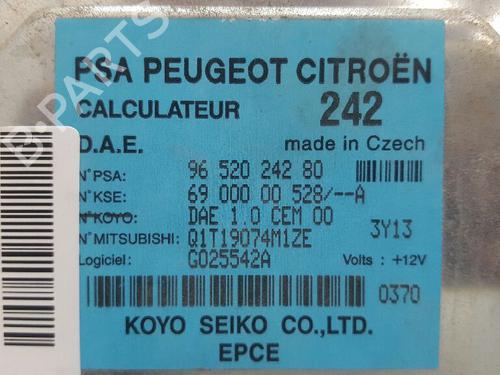 PSA PEUGEOT CITROËN
CALCULATEUR 242
D.A.E. made in Czech
N°PSA: 96 520 242 80
N°KSE: 69 000 00 528/--A
N°KOYO: DAE 1.0 CEM 00
N°MITSUBISHI: Q1T19074M1ZE 3Y13
Logiciel: G025542A Volts : +12V
0370
KOYO SEIKO CO.,LTD.
EPCE
B-PARTS